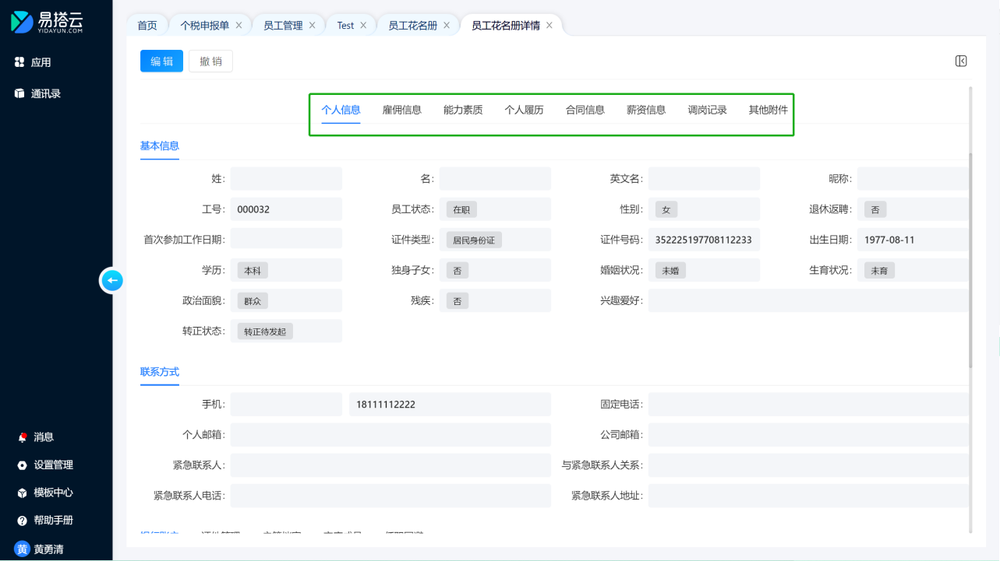 易搭云
YIDAYUN.COM
首页 个税申报单 员工管理 Test 员工花名册 员工花名册详情
应用
通讯录
编辑 撤销
个人信息 雇佣信息 能力素质 个人履历 合同信息 薪资信息 调岗记录 其他附件
基本信息
姓: 名: 英文名: 昵称:
工号: 000032 员工状态: 在职 性别: 女 退休返聘: 否
首次参加工作日期: 证件类型: 居民身份证 证件号码: 352225197708112233 出生日期: 1977-08-11
学历: 本科 独身子女: 否 婚姻状况: 未婚 生育状况: 未育
政治面貌: 群众 残疾: 否 兴趣爱好:
转正状态: 转正待发起
联系方式
手机: 18111112222 固定电话:
个人邮箱: 公司邮箱:
紧急联系人: 与紧急联系人关系:
紧急联系人电话: 紧急联系人地址:
消息
设置管理
模板中心
帮助手册
黄 黄勇清